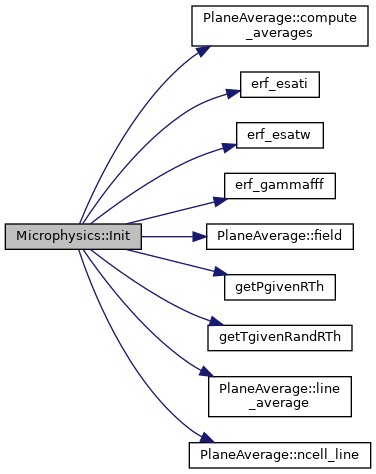 PlaneAverage::compute
_averages
erf_esati
erf_esatw
erf_gammafff
Microphysics::Init
PlaneAverage::field
getPgivenRTh
getTgivenRandRTh
PlaneAverage::line
_average
PlaneAverage::ncell_line